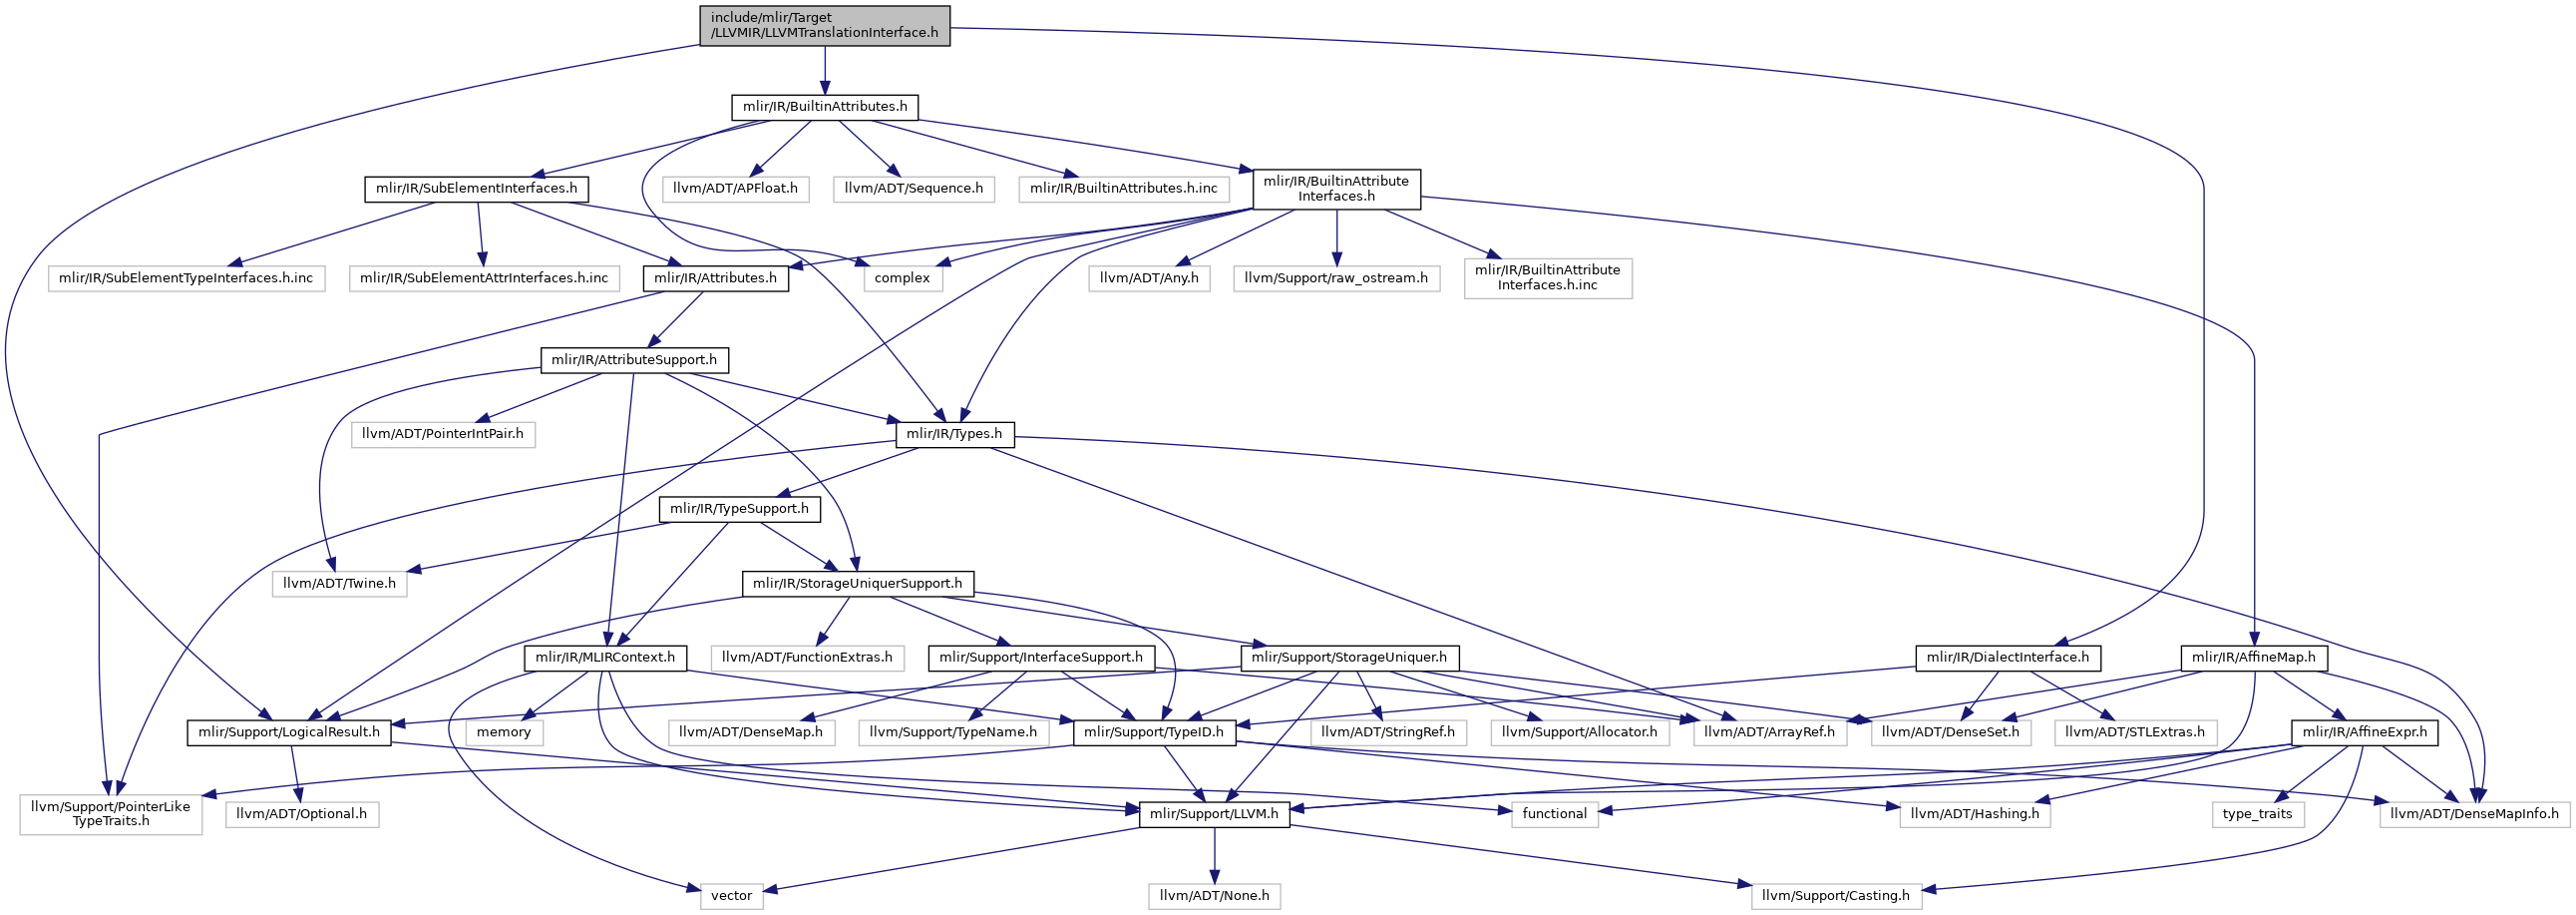 include/mlir/Target
/LLVMIR/LLVMTranslationInterface.h
mlir/IR/BuiltinAttributes.h
mlir/IR/SubElementInterfaces.h
llvm/ADT/APFloat.h
llvm/ADT/Sequence.h
mlir/IR/BuiltinAttributes.h.inc
mlir/IR/BuiltinAttribute
Interfaces.h
mlir/IR/SubElementTypeInterfaces.h.inc
mlir/IR/SubElementAttrInterfaces.h.inc
mlir/IR/Attributes.h
complex
llvm/ADT/Any.h
llvm/Support/raw_ostream.h
mlir/IR/BuiltinAttribute
Interfaces.h.inc
mlir/IR/AttributeSupport.h
llvm/ADT/PointerIntPair.h
mlir/IR/Types.h
mlir/IR/TypeSupport.h
llvm/ADT/Twine.h
mlir/IR/StorageUniquerSupport.h
mlir/IR/MLIRContext.h
llvm/ADT/FunctionExtras.h
mlir/Support/InterfaceSupport.h
mlir/Support/StorageUniquer.h
mlir/IR/DialectInterface.h
mlir/IR/AffineMap.h
mlir/Support/LogicalResult.h
memory
llvm/ADT/DenseMap.h
llvm/Support/TypeName.h
mlir/Support/TypeID.h
llvm/ADT/StringRef.h
llvm/Support/Allocator.h
llvm/ADT/ArrayRef.h
llvm/ADT/DenseSet.h
llvm/ADT/STLExtras.h
mlir/IR/AffineExpr.h
llvm/Support/PointerLike
TypeTraits.h
llvm/ADT/Optional.h
mlir/Support/LLVM.h
functional
llvm/ADT/Hashing.h
type_traits
llvm/ADT/DenseMapInfo.h
vector
llvm/ADT/None.h
llvm/Support/Casting.h